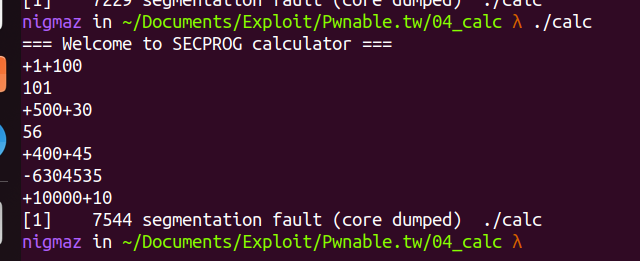 [1]    7229 segmentation fault (core dumped)  ./calc
nigmaz in ~/Documents/Exploit/Pwnable.tw/04_calc λ ./calc
=== Welcome to SECPROG calculator ===
+1+100
101
+500+30
56
+400+45
-6304535
+10000+10
[1]    7544 segmentation fault (core dumped)  ./calc
nigmaz in ~/Documents/Exploit/Pwnable.tw/04_calc λ